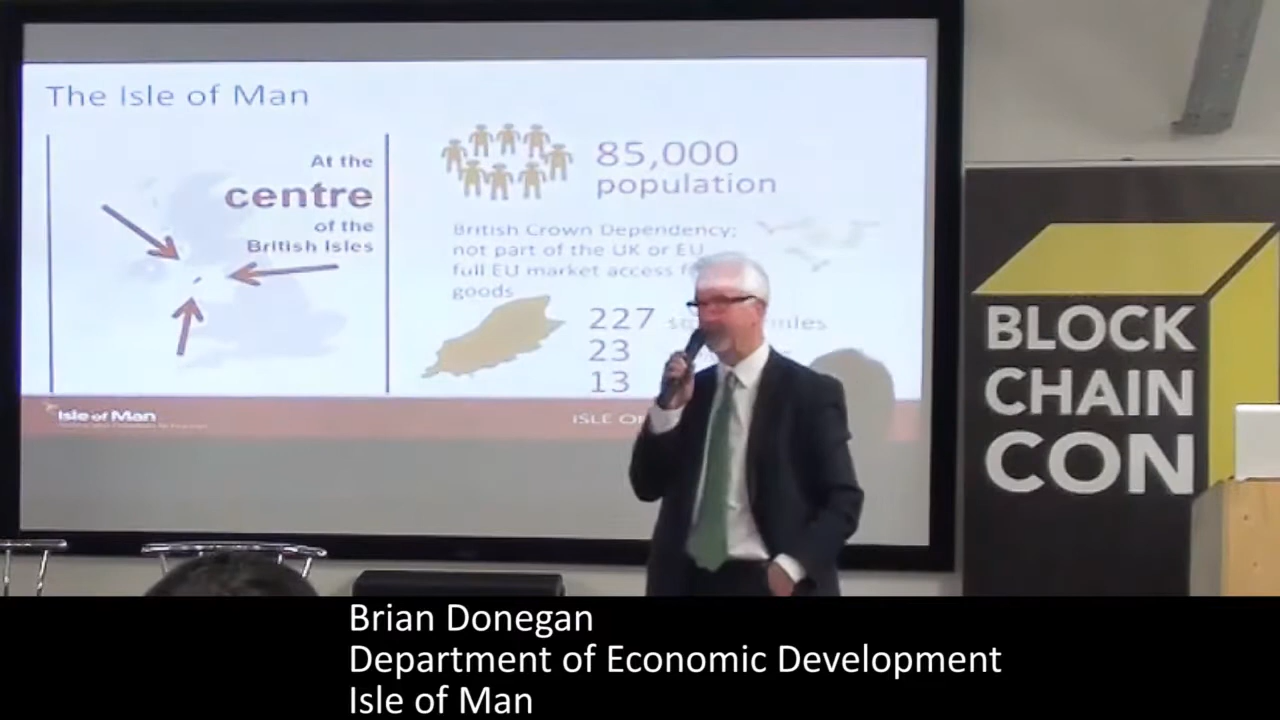 The Isle of Man
At the
centre
of the
British Isles
85,000
population
British Crown Dependency;
not part of the UK or EU
full EU market access
goods
227
23
13
Isle of Man
ISLE
BLOCK
CHAIN
CON
Brian Donegan
Department of Economic Development
Isle of Man